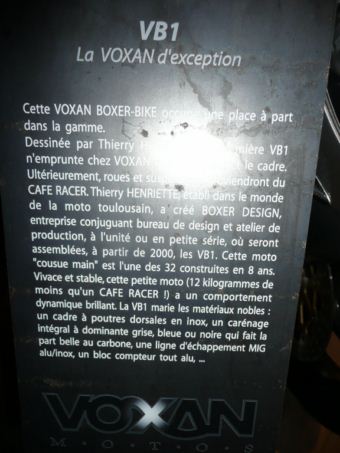 VB1
La VOXAN d'exception
Cette VOXAN BOXER-BIKE une place à part
dans la gamme.
Dessinée par Thierry VB1
n'emprunte chez VOXAN le cadre.
Ultérieurement, roues et du
CAFE RACER. Thierry HENRIETTE, établi dans le monde
de la moto toulousain, a créé BOXER DESIGN,
entreprise conjuguant bureau de design et atelier de
production, à l'unité ou en petite série, où seront
assemblées, à partir de 2000, les VB1. Cette moto
"cousue main" est l'une des 32 construites en 8 ans.
Vivace et stable, cette petite moto (12 kilogrammes de
moins qu'un CAFE RACER !) a un comportement
dynamique brillant. La VB1 marie les matériaux nobles :
un cadre à poutres dorsales en inox, un carénage
intégral à dominante grise, bleue ou noire qui fait la
part belle au carbone, une ligne d'échappement MIG
alu/inox, un bloc compteur tout alu, ...
VOXAN
M·O·T·O·S